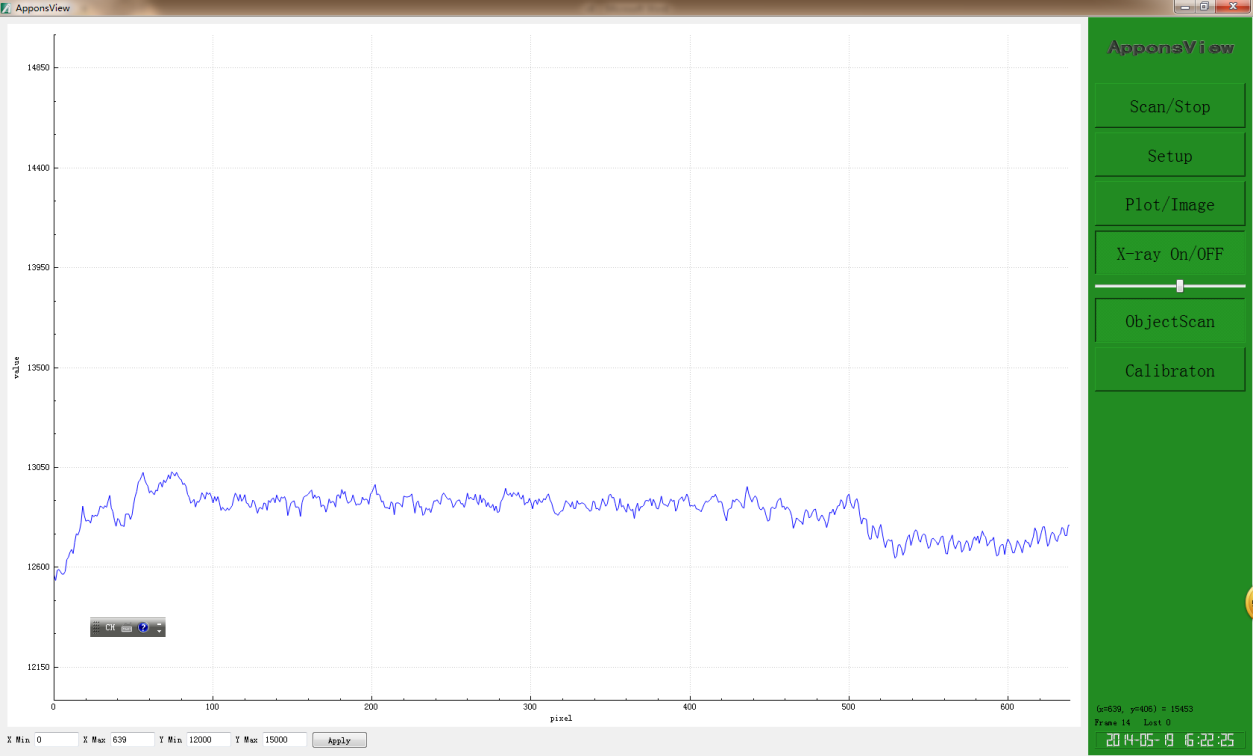 ApponsView
ApponsView
Scan/Stop
Setup
Plot/Image
X-ray On/OFF
ObjectScan
Calibraton
14850
14400
13950
13500
13050
12600
12150
value
0 100 200 300 400 500 600
pixel
CH
?
(x=639, y=406) = 15453
Frame 14 Lost 0
2014-05-19 16:22:25
X Min 0 X Max 639 Y Min 12000 Y Max 15000 Apply